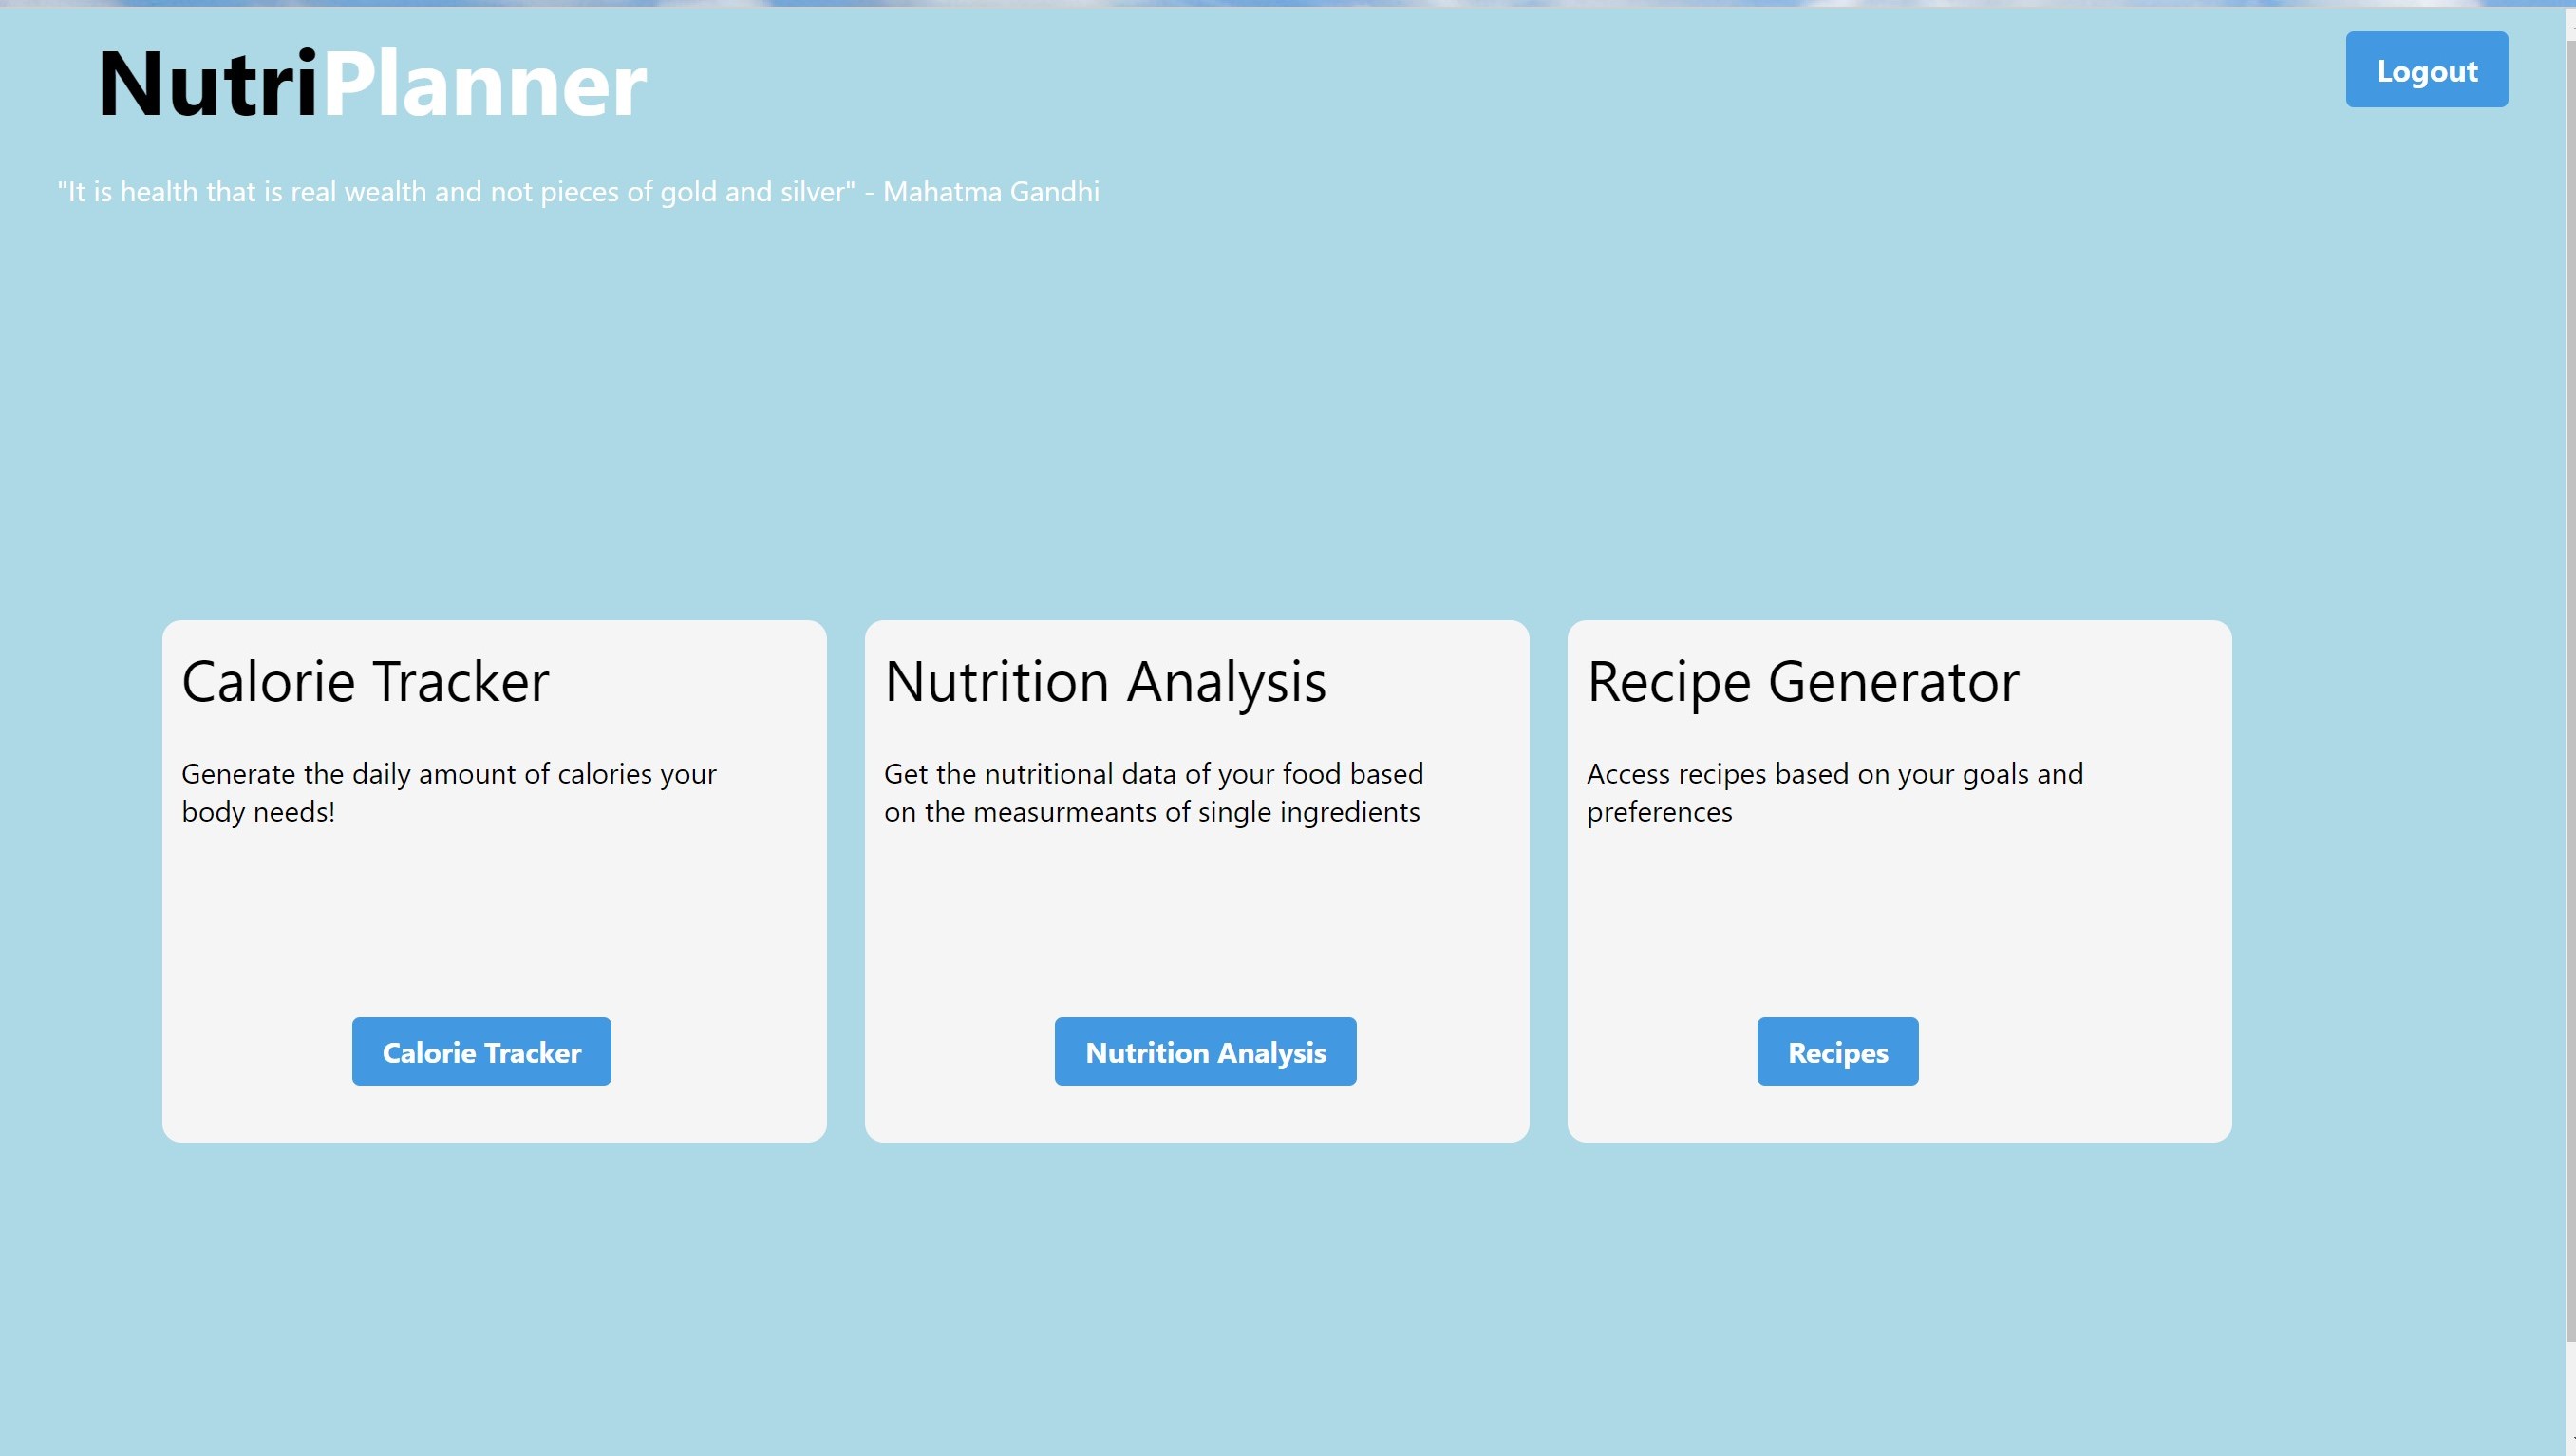 NutriPlanner
Logout
"It is health that is real wealth and not pieces of gold and silver" - Mahatma Gandhi
Calorie Tracker
Generate the daily amount of calories your
body needs!
Calorie Tracker
Nutrition Analysis
Get the nutritional data of your food based
on the measurmeants of single ingredients
Nutrition Analysis
Recipe Generator
Access recipes based on your goals and
preferences
Recipes